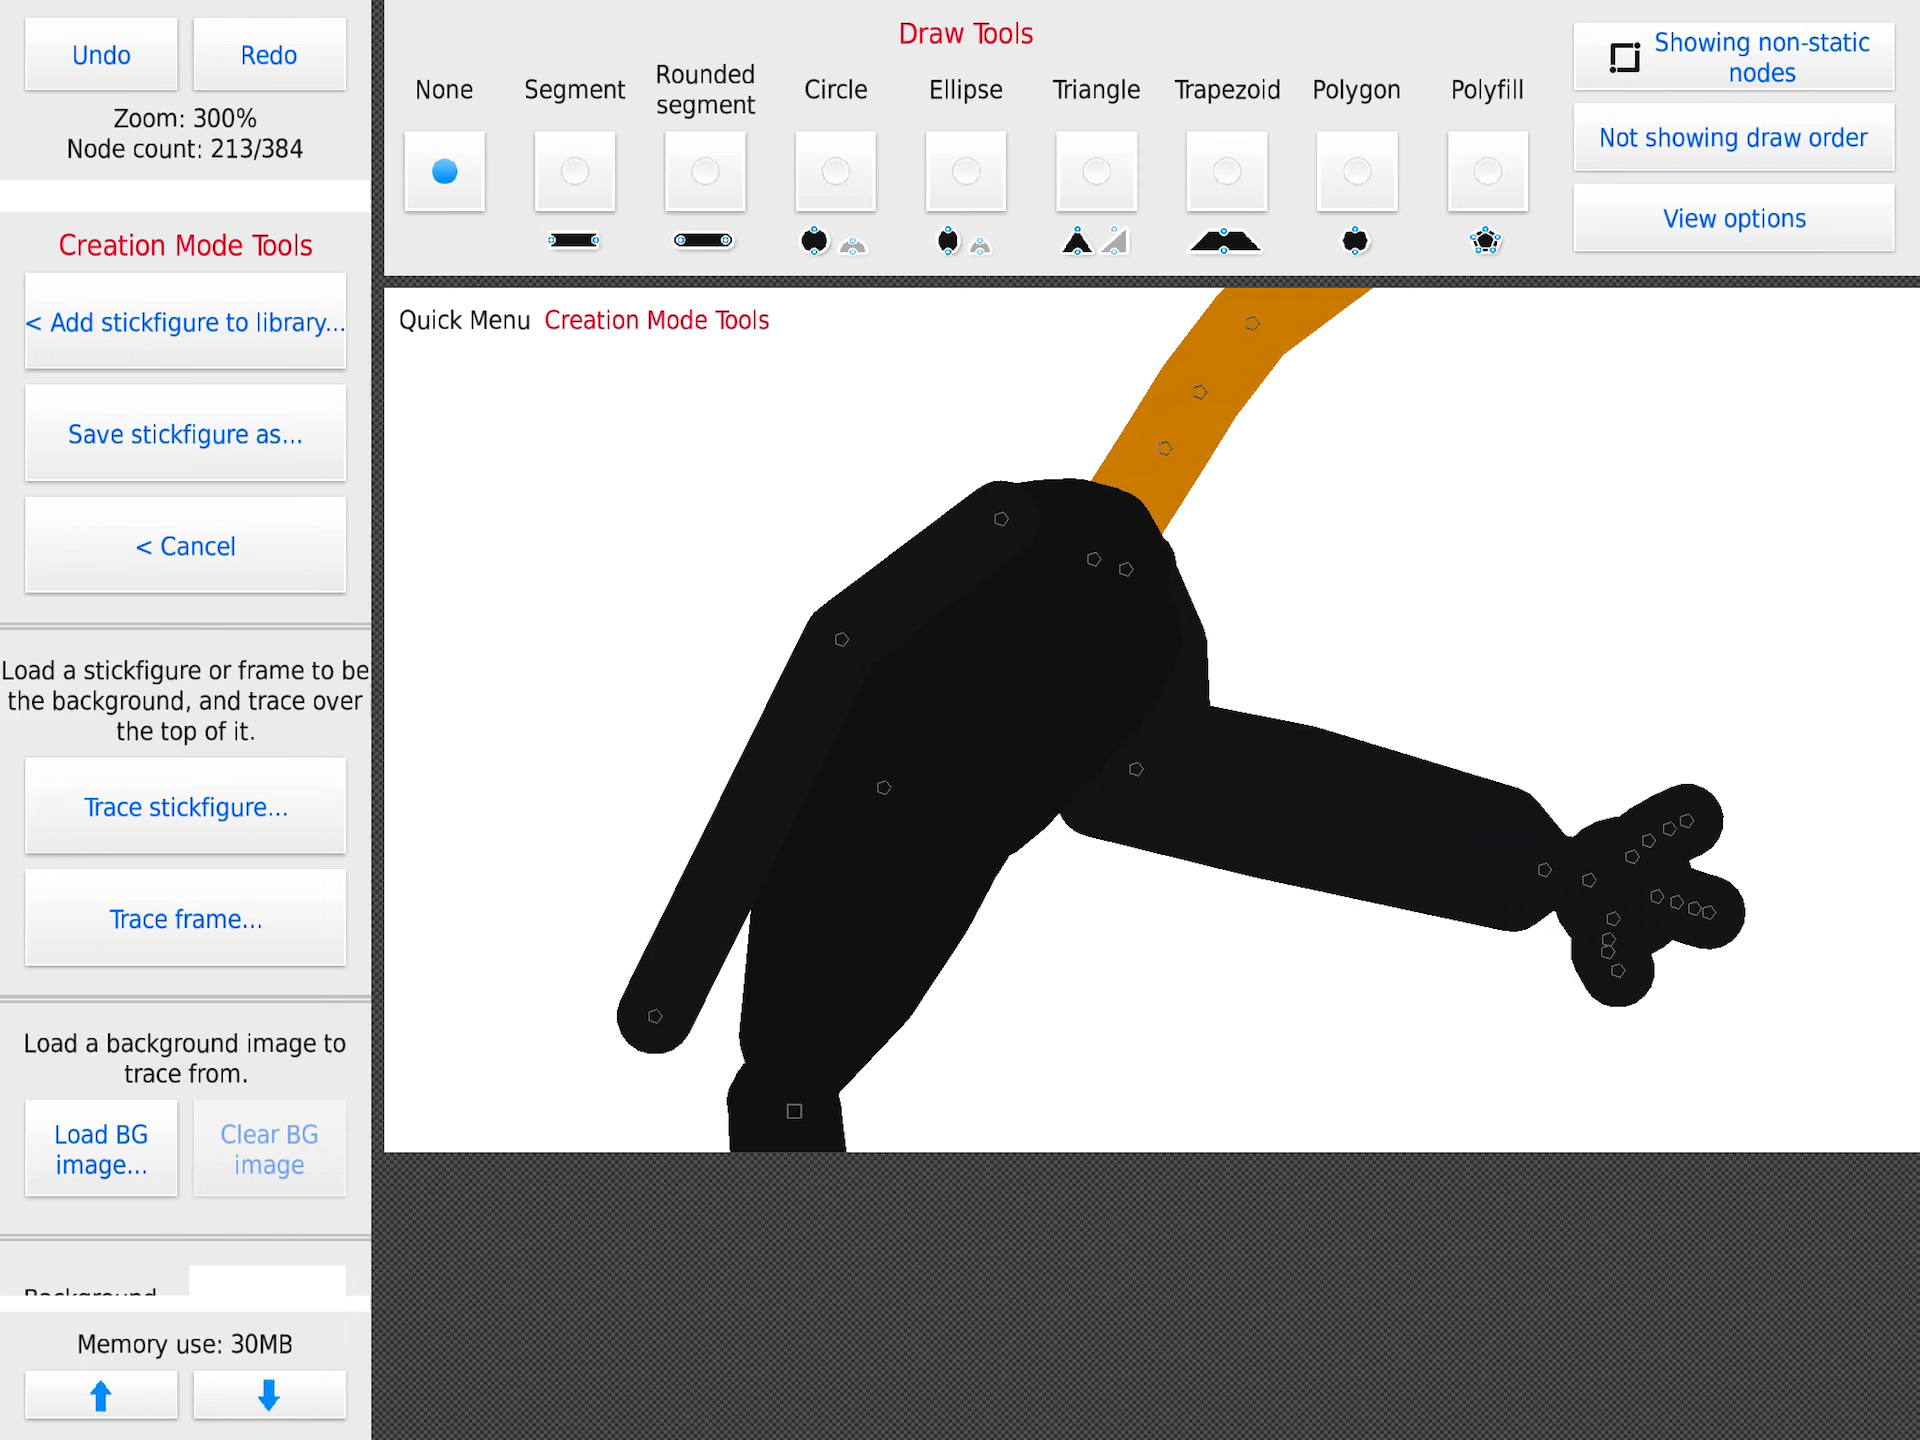 Undo
Redo
Zoom: 300%
Node count: 213/384
Creation Mode Tools
< Add stickfigure to library...
Save stickfigure as...
< Cancel
Load a stickfigure or frame to be
the background, and trace over
the top of it.
Trace stickfigure...
Trace frame...
Load a background image to
trace from.
Load BG
image...
Clear BG
image
Background
Memory use: 30MB
Draw Tools
None
Segment
Rounded
segment
Circle
Ellipse
Triangle
Trapezoid
Polygon
Polyfill
Showing non-static
nodes
Not showing draw order
View options
Quick Menu Creation Mode Tools